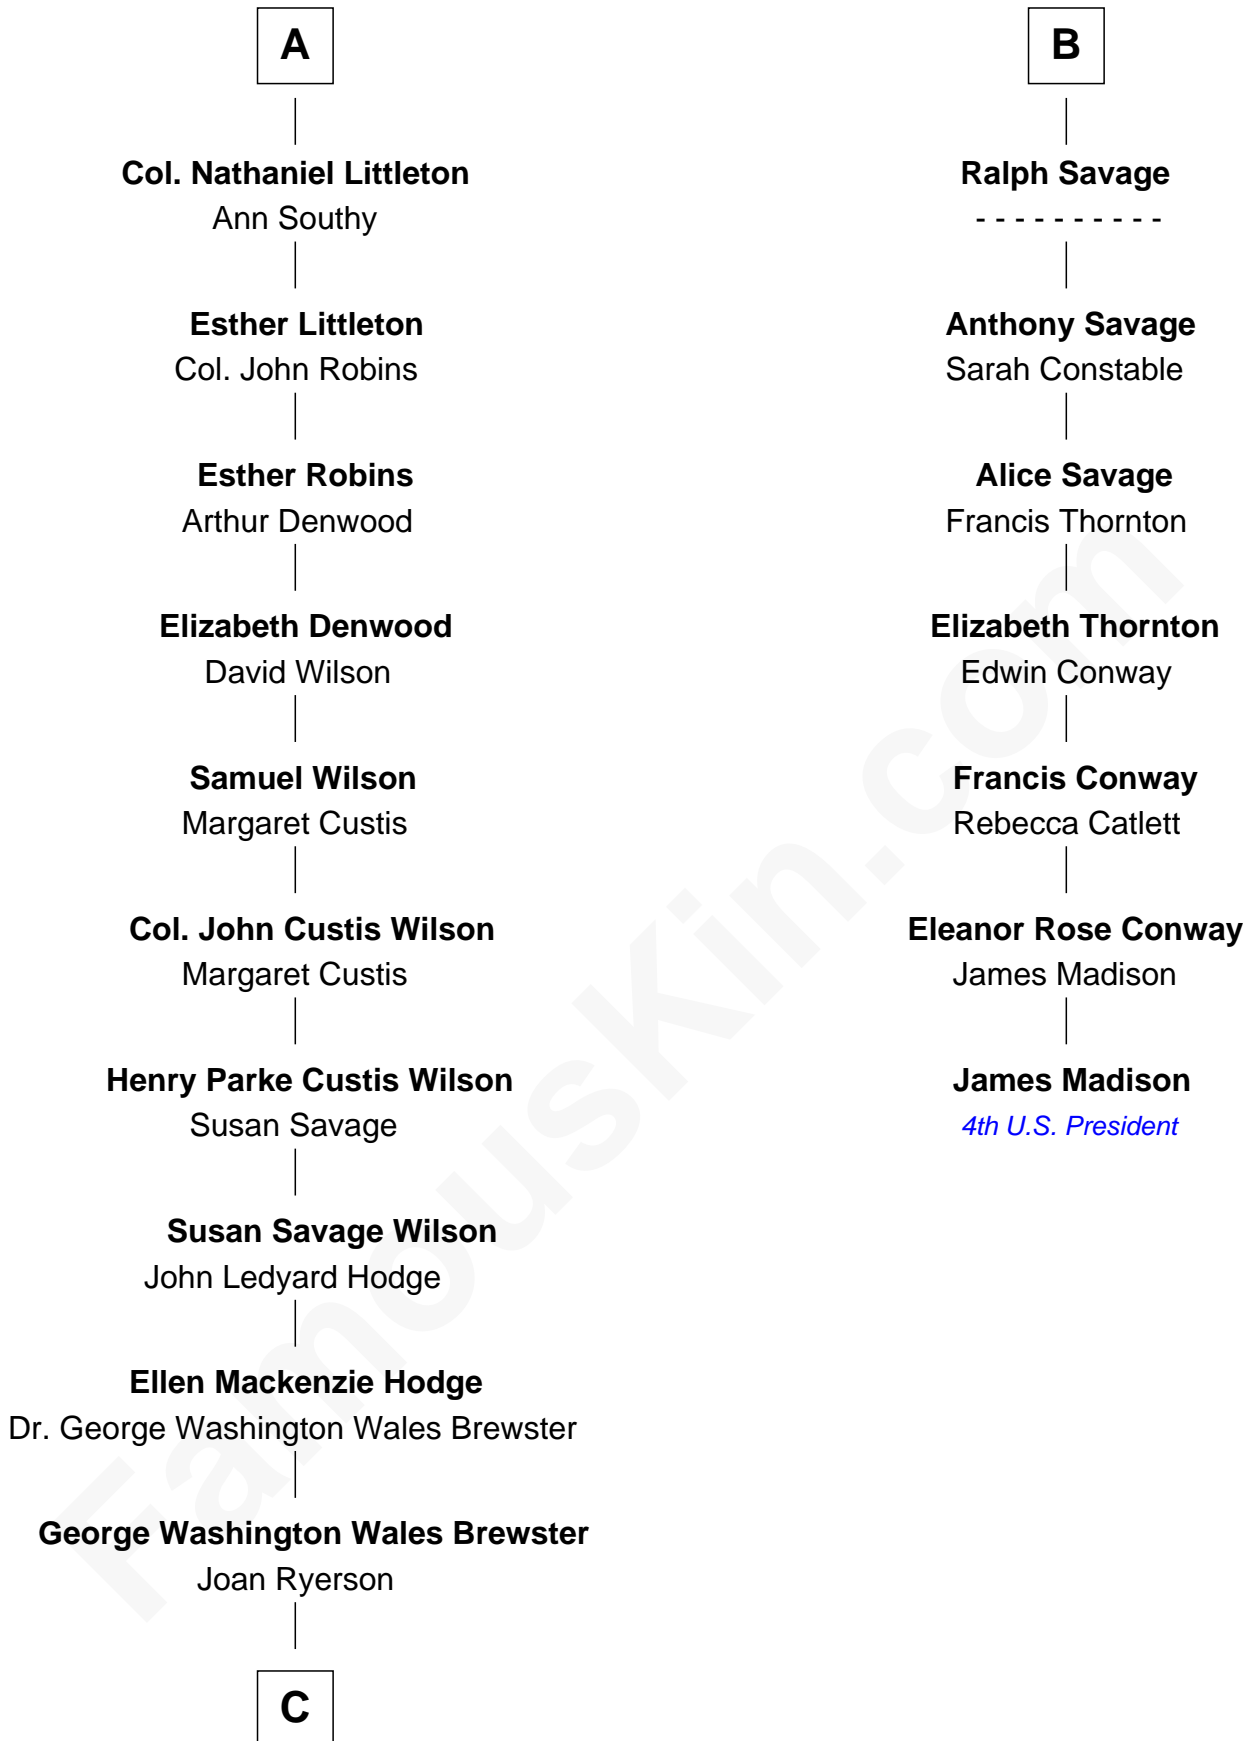 A
Col. Nathaniel Littleton
Ann Southy
Esther Littleton
Col. John Robins
Esther Robins
Arthur Denwood
Elizabeth Denwood
David Wilson
Samuel Wilson
Margaret Custis
Col. John Custis Wilson
Margaret Custis
Henry Parke Custis Wilson
Susan Savage
Susan Savage Wilson
John Ledyard Hodge
Ellen Mackenzie Hodge
Dr. George Washington Wales Brewster
George Washington Wales Brewster
Joan Ryerson
C
B
Ralph Savage
- - - - - - - - - -
Anthony Savage
Sarah Constable
Alice Savage
Francis Thornton
Elizabeth Thornton
Edwin Conway
Francis Conway
Rebecca Catlett
Eleanor Rose Conway
James Madison
James Madison
4th U.S. President
FamousKin.com